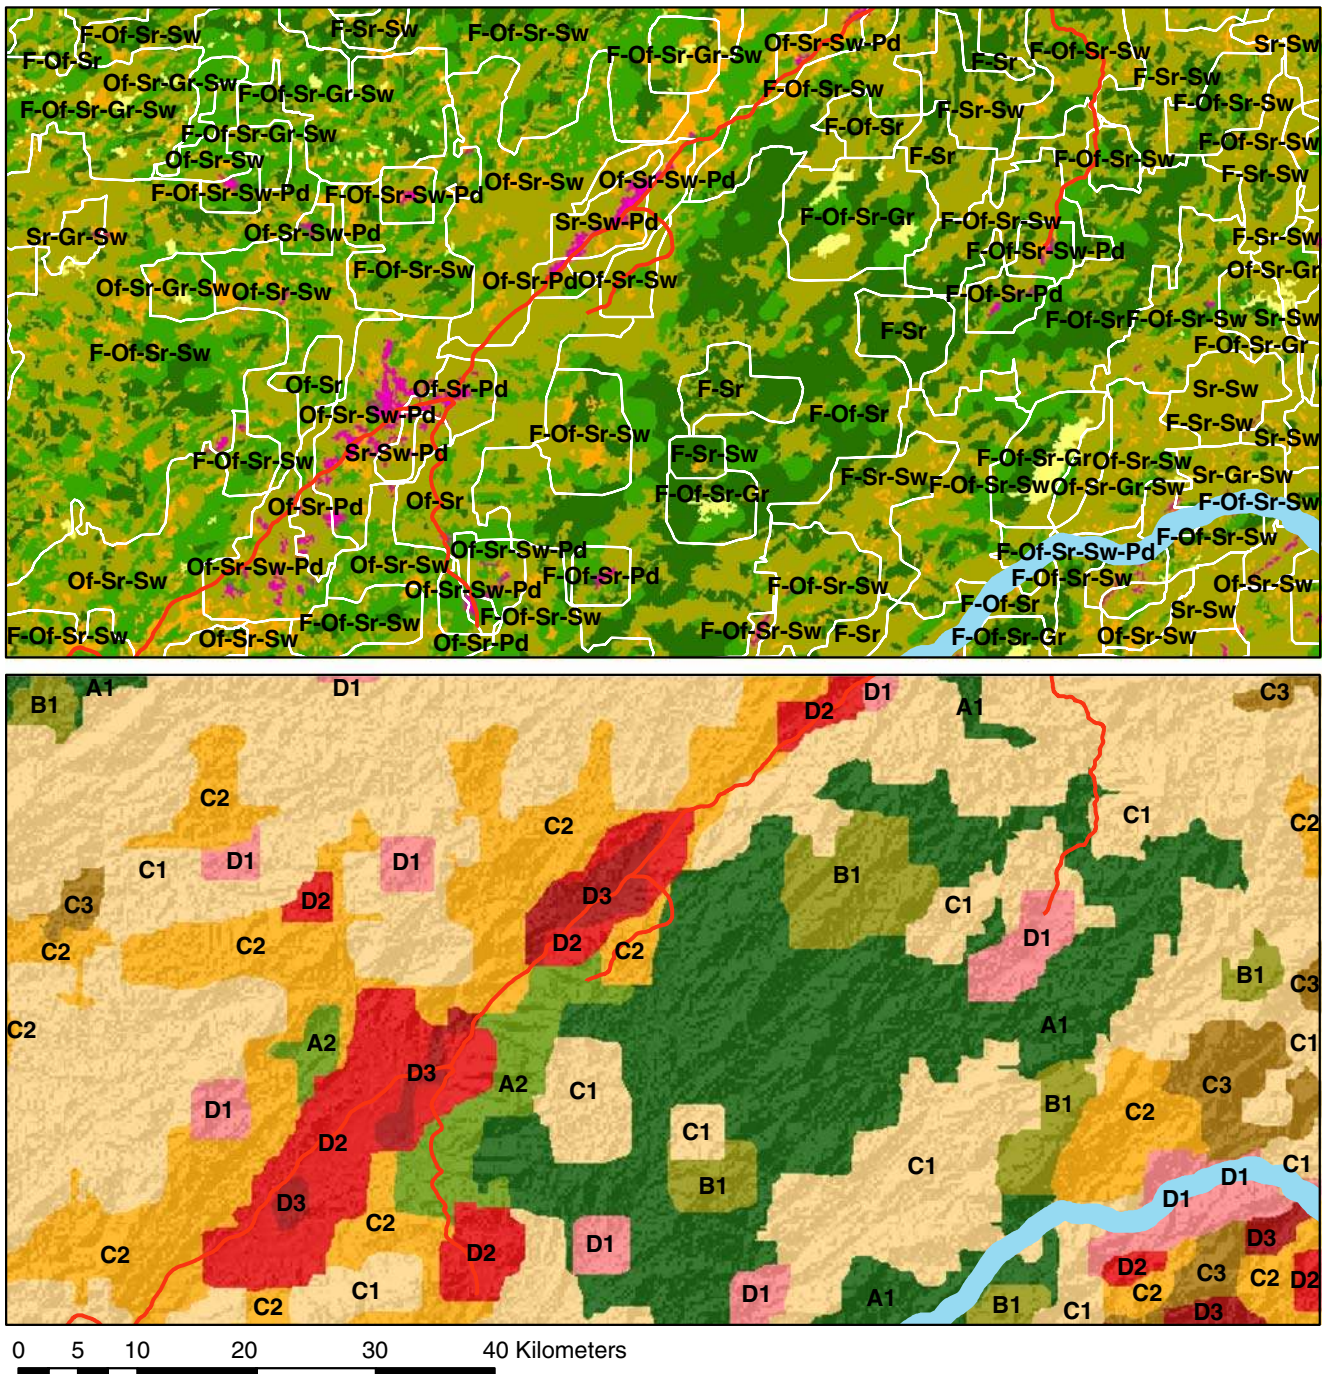 F-Of-Sr-Sw
F-Sr-Sw
F-Of-Sr-Sw
Of-Sr-Sw-Pd
Sr-Sw
F-Of-Sr
F-Of-Sr-Gr-Sw
F-Sr
F-Of-Sr-Sw
Of-Sr-Gr-Sw
F-Of-Sr-Gr-Sw
F-Of-Sr-Sw
F-Sr-Sw
F-Of-Sr-Gr-Sw
F-Sr-Sw
F-Of-Sr-Sw
F-Of-Sr-Gr-Sw
F-Of-Sr
F-Of-Sr-Sw
Of-Sr-Sw
F-Sr
F-Of-Sr-Sw
F-Sr-Sw
F-Of-Sr-Sw-Pd
F-Of-Sr-Sw-Pd
Of-Sr-Sw
Of-Sr-Sw-Pd
Sr-Gr-Sw
Of-Sr-Sw-Pd
Sr-Sw-Pd
F-Of-Sr-Gr
F-Of-Sr-Sw
F-Sr-Sw
F-Of-Sr-Sw-Pd
F-Of-Sr-Sw
Of-Sr-Gr
Of-Sr-Gr-Sw
Of-Sr-Sw
Of-Sr-Pd
Of-Sr-Sw
F-Of-Sr-Pd
F-Sr
F-Of-Sr
F-Of-Sr-Sw
Sr-Sw
F-Of-Sr-Sw
F-Of-Sr-Gr
Of-Sr
Of-Sr-Pd
F-Sr
Sr-Sw
Of-Sr-Sw-Pd
F-Of-Sr
F-Sr-Sw
F-Of-Sr-Sw
Sr-Sw
F-Of-Sr-Sw
Sr-Sw-Pd
F-Sr-Sw
F-Of-Sr-Gr
Of-Sr-Sw
F-Sr-Sw
F-Of-Sr-Sw
Of-Sr-Gr-Sw
Sr-Gr-Sw
Of-Sr-Pd
Of-Sr
F-Of-Sr-Gr
F-Of-Sr-Sw
Of-Sr-Sw-Pd
F-Of-Sr-Sw-Pd
F-Of-Sr-Sw
Of-Sr-Sw
Of-Sr-Sw-Pd
Of-Sr-Sw
F-Of-Sr-Pd
F-Of-Sr-Sw
Of-Sr-Sw
Of-Sr-Sw-Pd
F-Of-Sr-Sw
F-Of-Sr
Sr-Sw
F-Of-Sr-Sw
Of-Sr-Sw
F-Of-Sr-Sw
F-Of-Sr-Sw
Of-Sr-Pd
F-Of-Sr-Sw
F-Sr
F-Of-Sr-Gr
Of-Sr-Sw
B1 A1 D1 D2 D1 A1 C3
C2 C2 C1 C2
C1 D1 D1 B1
C3 D2 D3 C1
C2 C2 D2 C2 D1 B1 C3
C2 A2 A1 C1
D3 A2 C1 C3
D1 B1 C2
D2 C1 C1 C1
D3 B1 D1 D1
C2 C2 D2 D1 D3
D2 C3 C2 D2
C2 C1 D1 A1 B1 C1 C2 D3
0 5 10 20 30 40 Kilometers